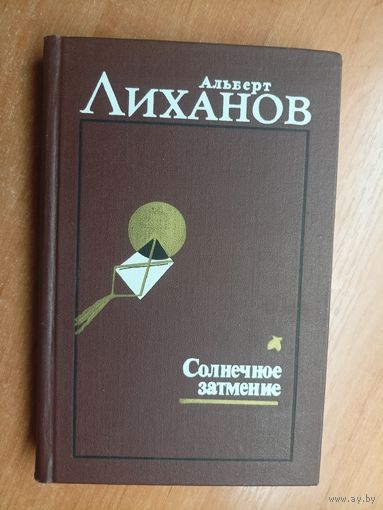 Альберт
Лиханов
Солнечное
затмение
www.ay.by